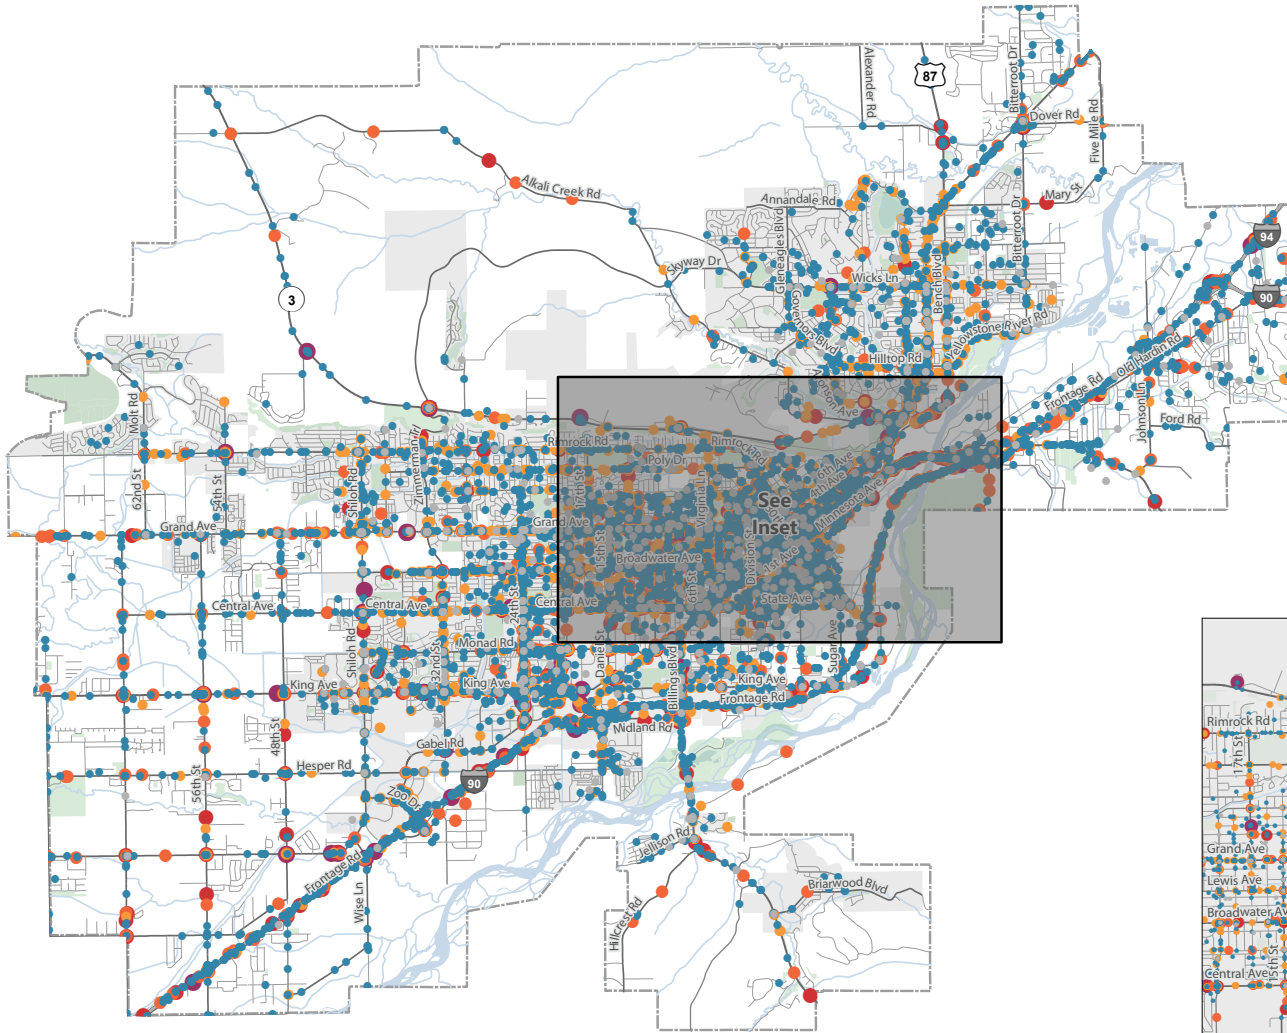 87
Alexander Rd
Bitterroot Dr
Dover Rd
Five Mile Rd
Alkali Creek Rd
Annandale Rd
Mary St
Gleneagles Blvd
Bitterroot Dr
94
Skyway Dr
Wicks Ln
Bench Blvd
90
3
Governors Blvd
Yellowstone River Rd
Hilltop Rd
Old Hardin Rd
Frontage Rd
Johnson Ln
Ford Rd
Molt Rd
62nd St
54th St
Shiloh Rd
Zimmerman Trl
Rimrock Rd
Rimrock Rd
Poly Dr
17th St
Virginia Ln
6th Ave
4th Ave
Minnesota Ave
See
Inset
Grand Ave
Grand Ave
15th St
Broadwater Ave
Division St
1st Ave
6th St
State Ave
Central Ave
Central Ave
Central Ave
24th St
Monad Rd
Shiloh Rd
32nd St
Daniel St
Billings Blvd
Sugar Ave
King Ave
King Ave
King Ave
Frontage Rd
Midland Rd
48th St
Gabel Rd
Hesper Rd
56th St
90
Zoo Dr
Frontage Rd
Wise Ln
Jellison Rd
Briarwood Blvd
Hillcrest Rd
Rimrock Rd
17th St
Grand Ave
Lewis Ave
Broadwater Av
15th St
Central Ave